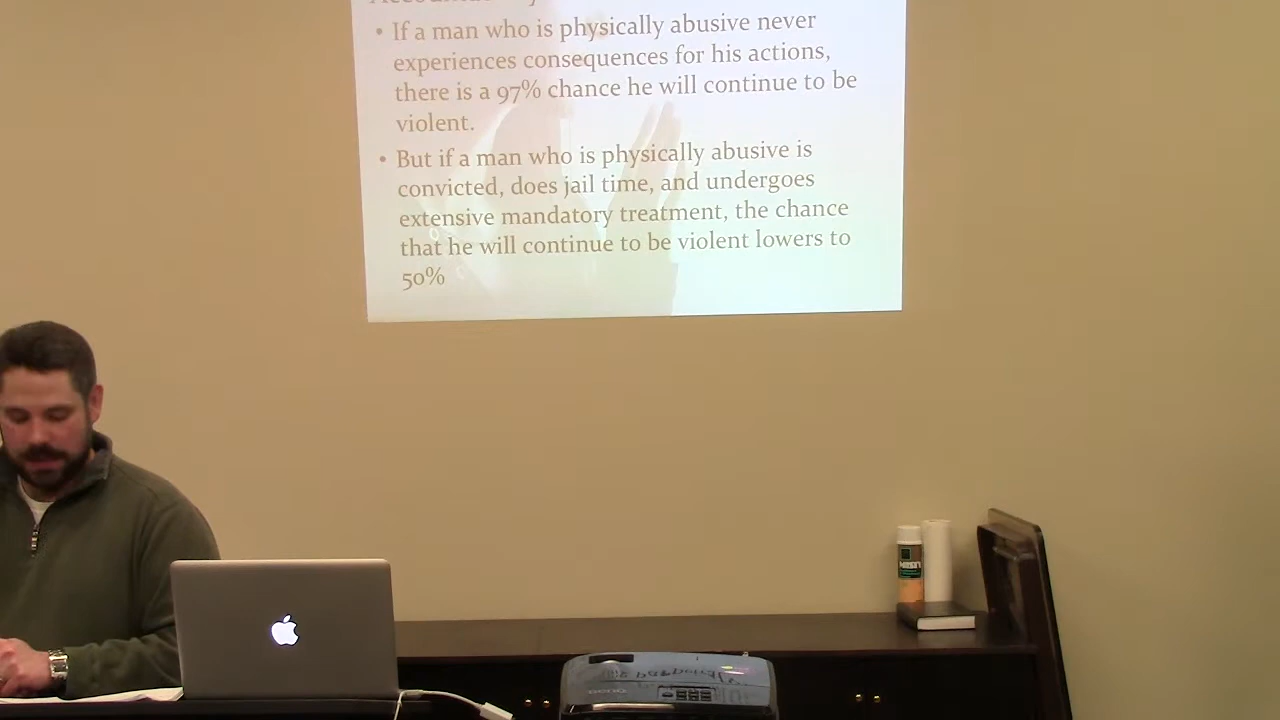 • If a man who is physically abusive never
experiences consequences for his actions,
there is a 97% chance he will continue to be
violent.
• But if a man who is physically abusive is
convicted, does jail time, and undergoes
extensive mandatory treatment, the chance
that he will continue to be violent lowers to
50%